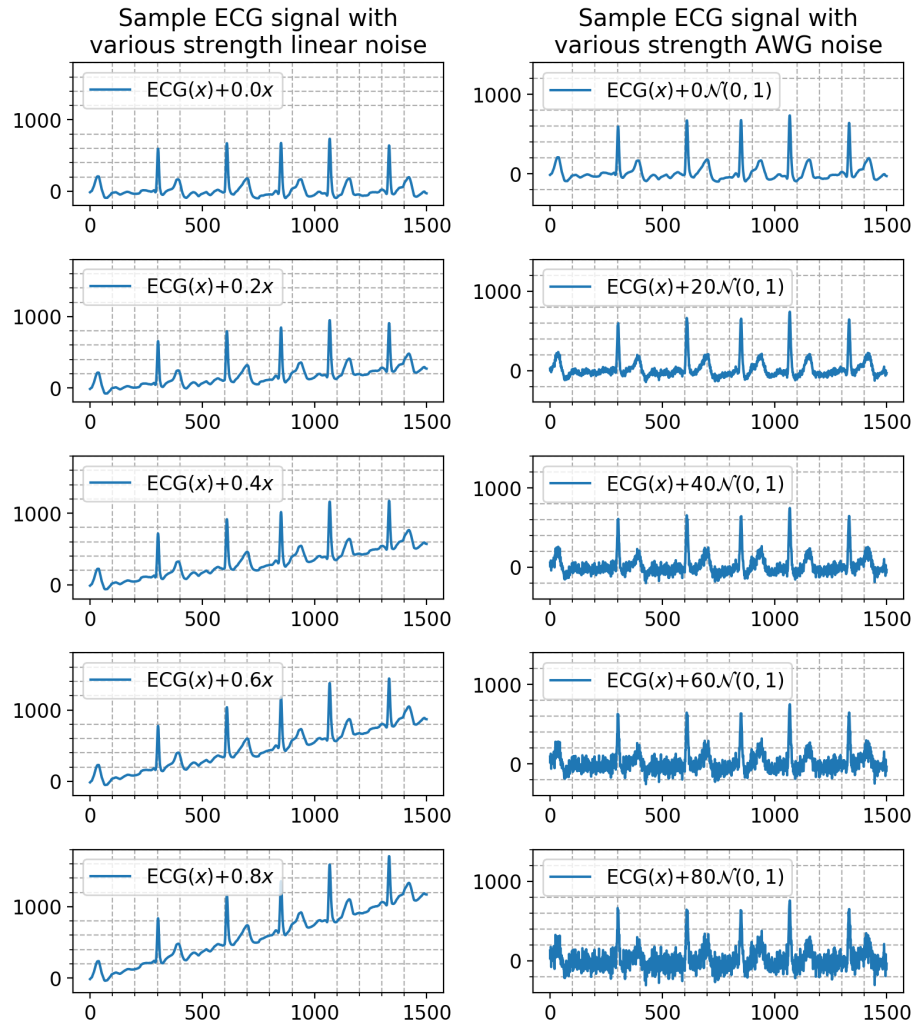 Sample ECG signal with
various strength linear noise
ECG(x)+0.0x
1000
0
0 500 1000 1500
ECG(x)+0.2x
1000
0
0 500 1000 1500
ECG(x)+0.4x
1000
0
0 500 1000 1500
ECG(x)+0.6x
1000
0
0 500 1000 1500
ECG(x)+0.8x
1000
0
0 500 1000 1500
Sample ECG signal with
various strength AWG noise
ECG(x)+0𝒩(0, 1)
1000
0
0 500 1000 1500
ECG(x)+20𝒩(0, 1)
1000
0
0 500 1000 1500
ECG(x)+40𝒩(0, 1)
1000
0
0 500 1000 1500
ECG(x)+60𝒩(0, 1)
1000
0
0 500 1000 1500
ECG(x)+80𝒩(0, 1)
1000
0
0 500 1000 1500